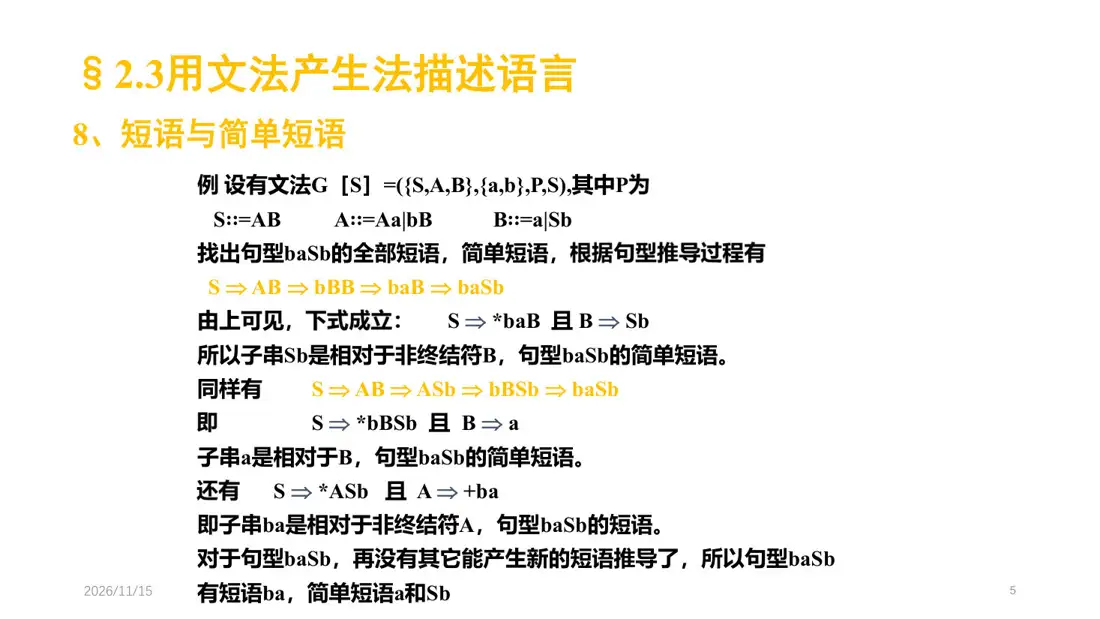 §2.3用文法产生法描述语言
8、短语与简单短语
例 设有文法G［S］=({S,A,B},{a,b},P,S),其中P为
S::=AB A::=Aa|bB B::=a|Sb
找出句型baSb的全部短语，简单短语，根据句型推导过程有
S ⇒ AB ⇒ bBB ⇒ baB ⇒ baSb
由上可见，下式成立： S ⇒ *baB 且 B ⇒ Sb
所以子串Sb是相对于非终结符B，句型baSb的简单短语。
同样有 S ⇒ AB ⇒ ASb ⇒ bBSb ⇒ baSb
即 S ⇒ *bBSb 且 B ⇒ a
子串a是相对于B，句型baSb的简单短语。
还有 S ⇒ *ASb 且 A ⇒ +ba
即子串ba是相对于非终结符A，句型baSb的短语。
对于句型baSb，再没有其它能产生新的短语推导了，所以句型baSb
有短语ba，简单短语a和Sb
2026/11/15
5